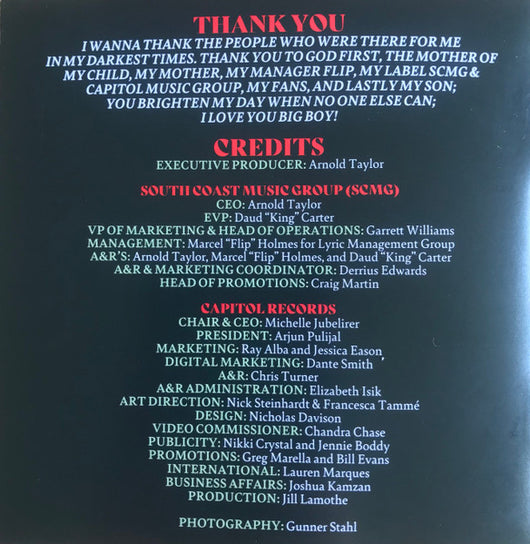 THANK YOU
I WANNA THANK THE PEOPLE WHO WERE THERE FOR ME
IN MY DARKEST TIMES. THANK YOU TO GOD FIRST, THE MOTHER OF
MY CHILD, MY MOTHER, MY MANAGER FLIP, MY LABEL SCMG &
CAPITOL MUSIC GROUP, MY FANS, AND LASTLY MY SON;
YOU BRIGHTEN MY DAY WHEN NO ONE ELSE CAN;
I LOVE YOU BIG BOY!
CREDITS
EXECUTIVE PRODUCER: Arnold Taylor
SOUTH COAST MUSIC GROUP (SCMG)
CEO: Arnold Taylor
EVP: Daud "King" Carter
VP OF MARKETING & HEAD OF OPERATIONS: Garrett Williams
MANAGEMENT: Marcel "Flip" Holmes for Lyric Management Group
A&R'S: Arnold Taylor, Marcel "Flip" Holmes, and Daud "King" Carter
A&R & MARKETING COORDINATOR: Derrius Edwards
HEAD OF PROMOTIONS: Craig Martin
CAPITOL RECORDS
CHAIR & CEO: Michelle Jubelirer
PRESIDENT: Arjun Pulijal
MARKETING: Ray Alba and Jessica Eason
DIGITAL MARKETING: Dante Smith
A&R: Chris Turner
A&R ADMINISTRATION: Elizabeth Isik
ART DIRECTION: Nick Steinhardt & Francesca Tammé
DESIGN: Nicholas Davison
VIDEO COMMISSIONER: Chandra Chase
PUBLICITY: Nikki Crystal and Jennie Boddy
PROMOTIONS: Greg Marella and Bill Evans
INTERNATIONAL: Lauren Marques
BUSINESS AFFAIRS: Joshua Kamzan
PRODUCTION: Jill Lamothe
PHOTOGRAPHY: Gunner Stahl